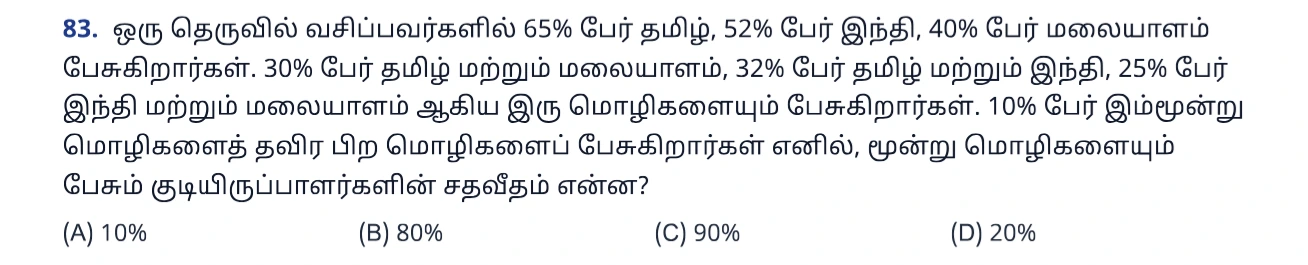 83. ஒரு தெருவில் வசிப்பவர்களில் 65% பேர் தமிழ், 52% பேர் இந்தி, 40% பேர் மலையாளம்
பேசுகிறார்கள். 30% பேர் தமிழ் மற்றும் மலையாளம், 32% பேர் தமிழ் மற்றும் இந்தி, 25% பேர்
இந்தி மற்றும் மலையாளம் ஆகிய இரு மொழிகளையும் பேசுகிறார்கள். 10% பேர் இம்மூன்று
மொழிகளைத் தவிர பிற மொழிகளைப் பேசுகிறார்கள் எனில், மூன்று மொழிகளையும்
பேசும் குடியிருப்பாளர்களின் சதவீதம் என்ன?
(A) 10% (B) 80% (C) 90% (D) 20%